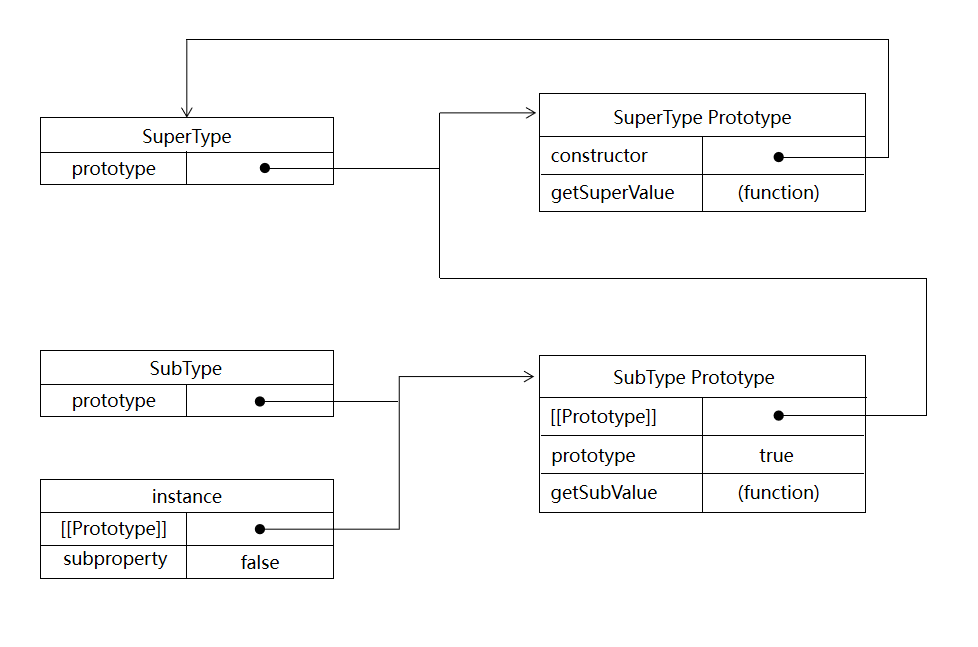 SuperType
prototype
SuperType Prototype
constructor
getSuperValue (function)
SubType
prototype
SubType Prototype
[[Prototype]]
prototype true
getSubValue (function)
instance
[[Prototype]]
subproperty false